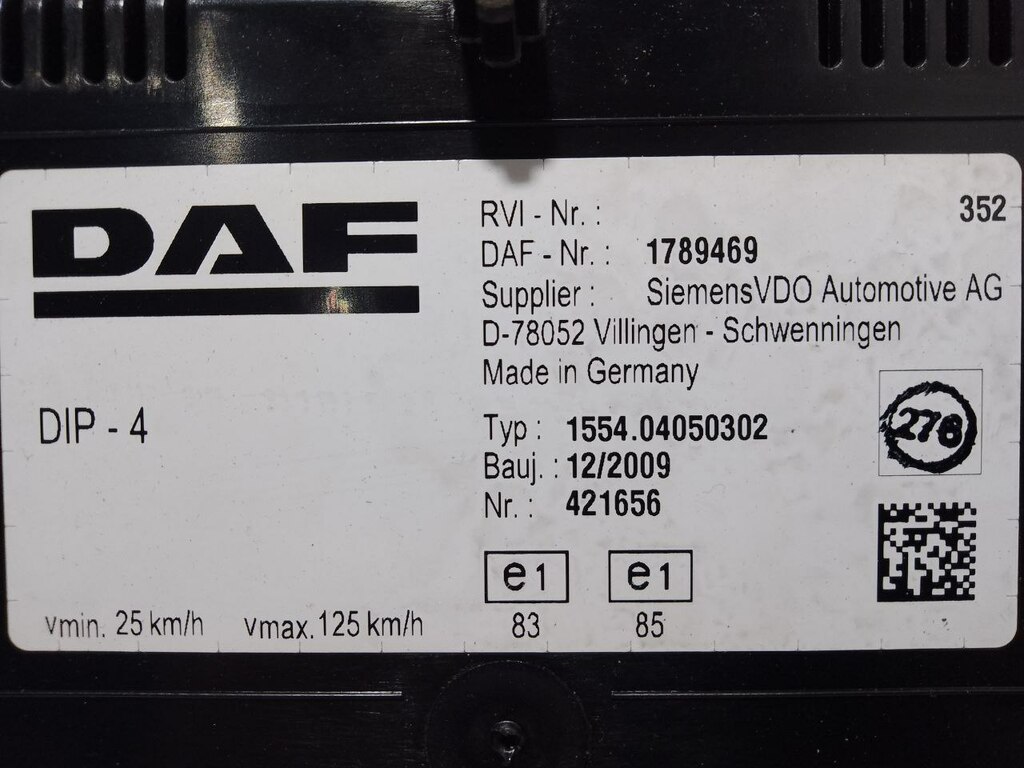 DAF
DIP - 4
vmin. 25 km/h vmax. 125 km/h
RVI - Nr. : 352
DAF - Nr. : 1789469
Supplier : SiemensVDO Automotive AG
D-78052 Villingen - Schwenningen
Made in Germany
Typ : 1554.04050302
Bauj. : 12/2009
Nr. : 421656
278
e1 e1
83 85